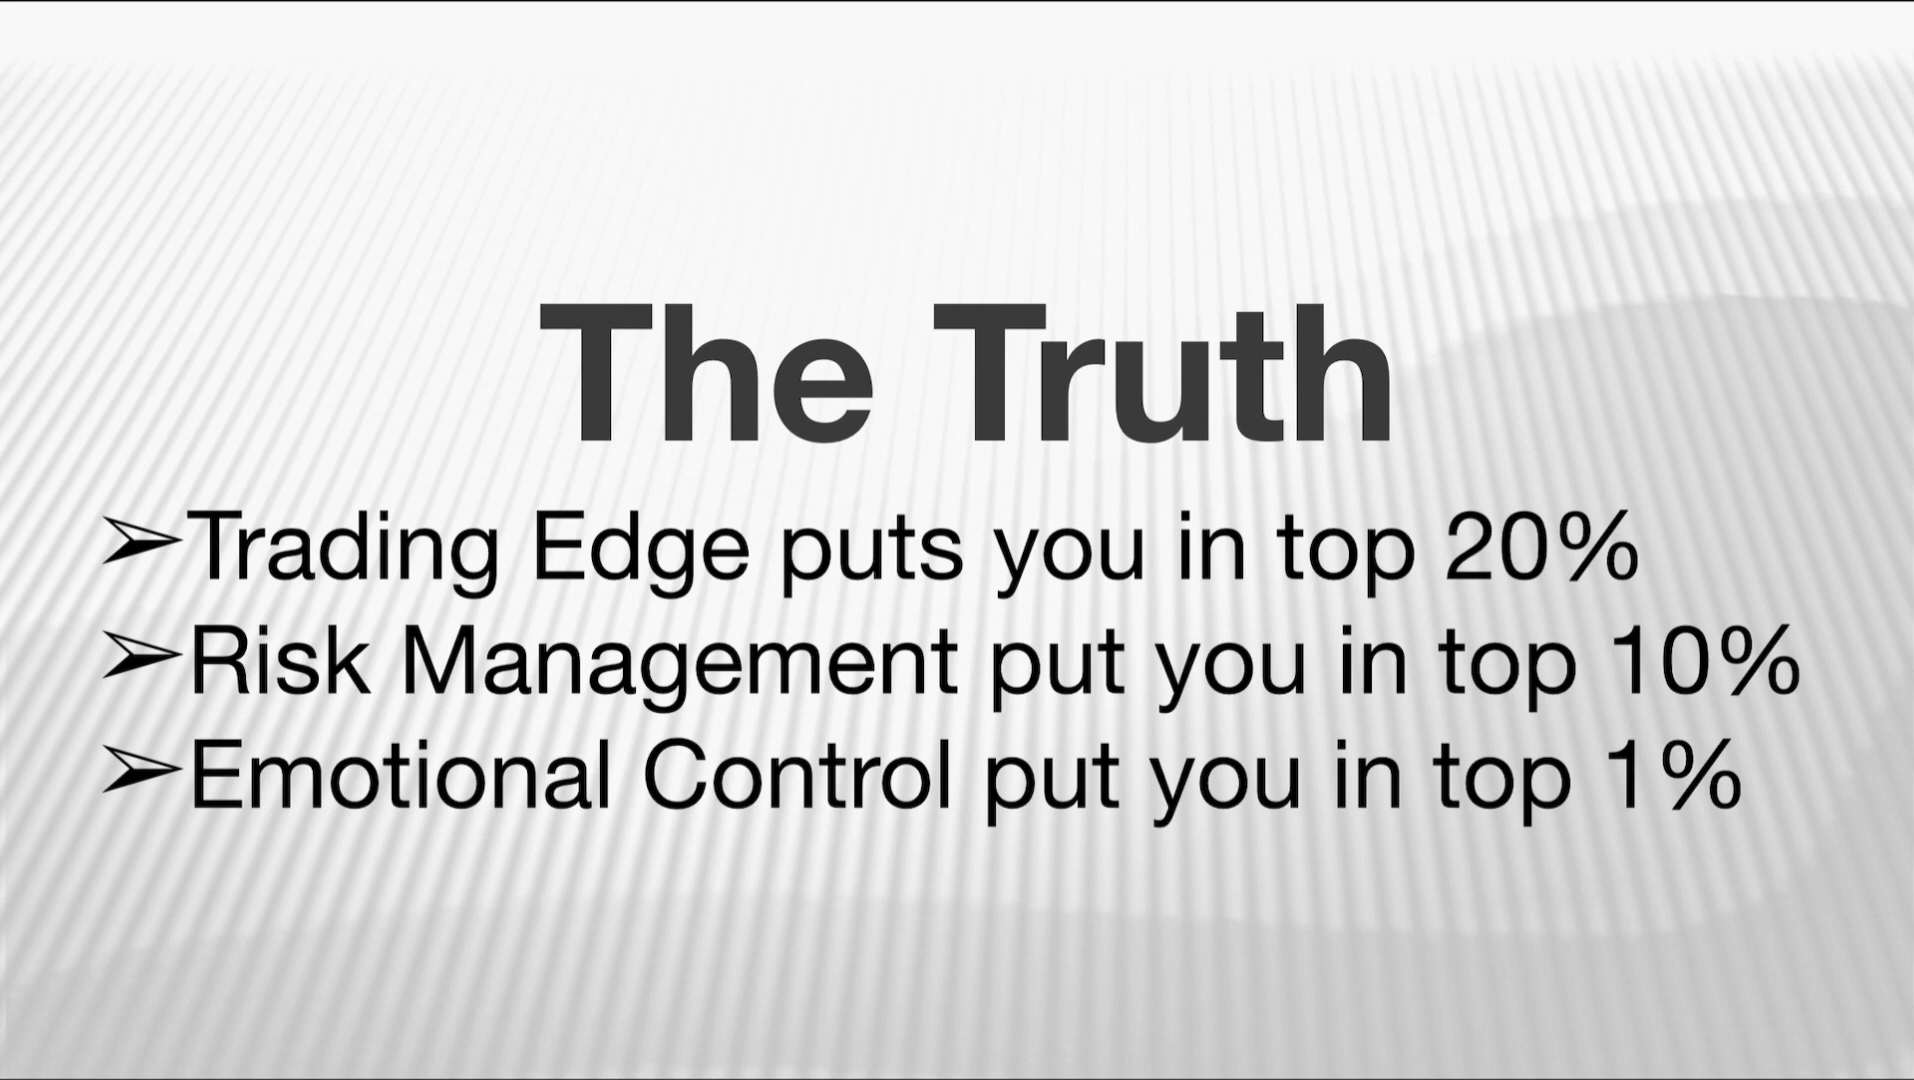 The Truth
➢Trading Edge puts you in top 20%
➢Risk Management put you in top 10%
➢Emotional Control put you in top 1%